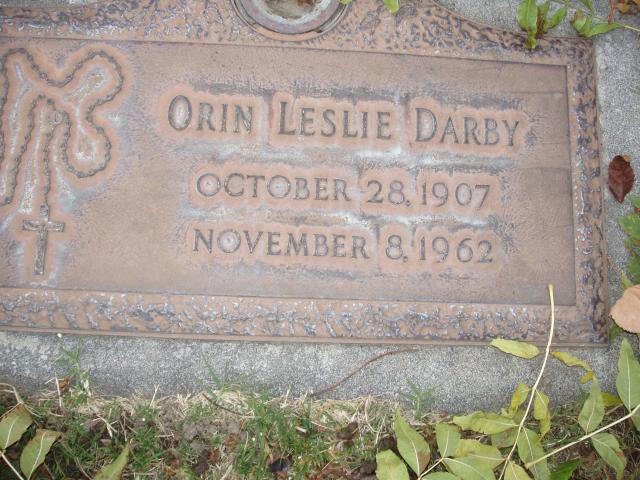 ORIN LESLIE DARBY
OCTOBER 28, 1907
NOVEMBER 8, 1962